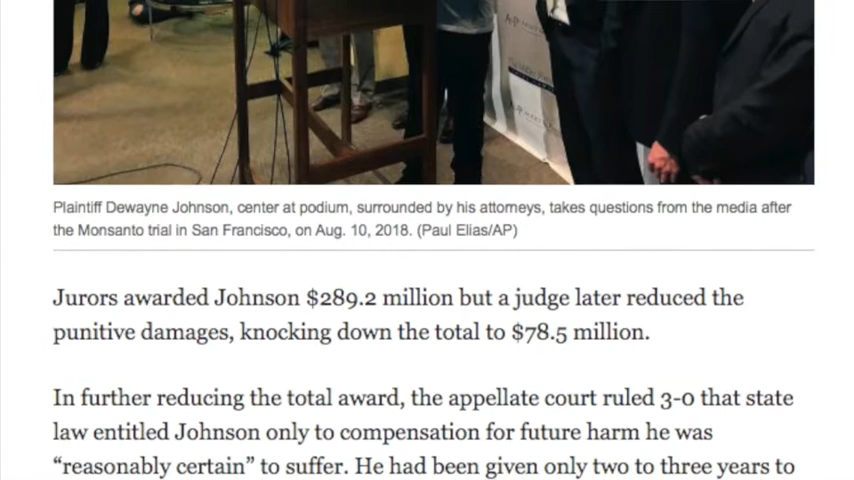 Plaintiff Dewayne Johnson, center at podium, surrounded by his attorneys, takes questions from the media after
the Monsanto trial in San Francisco, on Aug. 10, 2018. (Paul Elias/AP)
Jurors awarded Johnson $289.2 million but a judge later reduced the
punitive damages, knocking down the total to $78.5 million.
In further reducing the total award, the appellate court ruled 3-0 that state
law entitled Johnson only to compensation for future harm he was
“reasonably certain” to suffer. He had been given only two to three years to